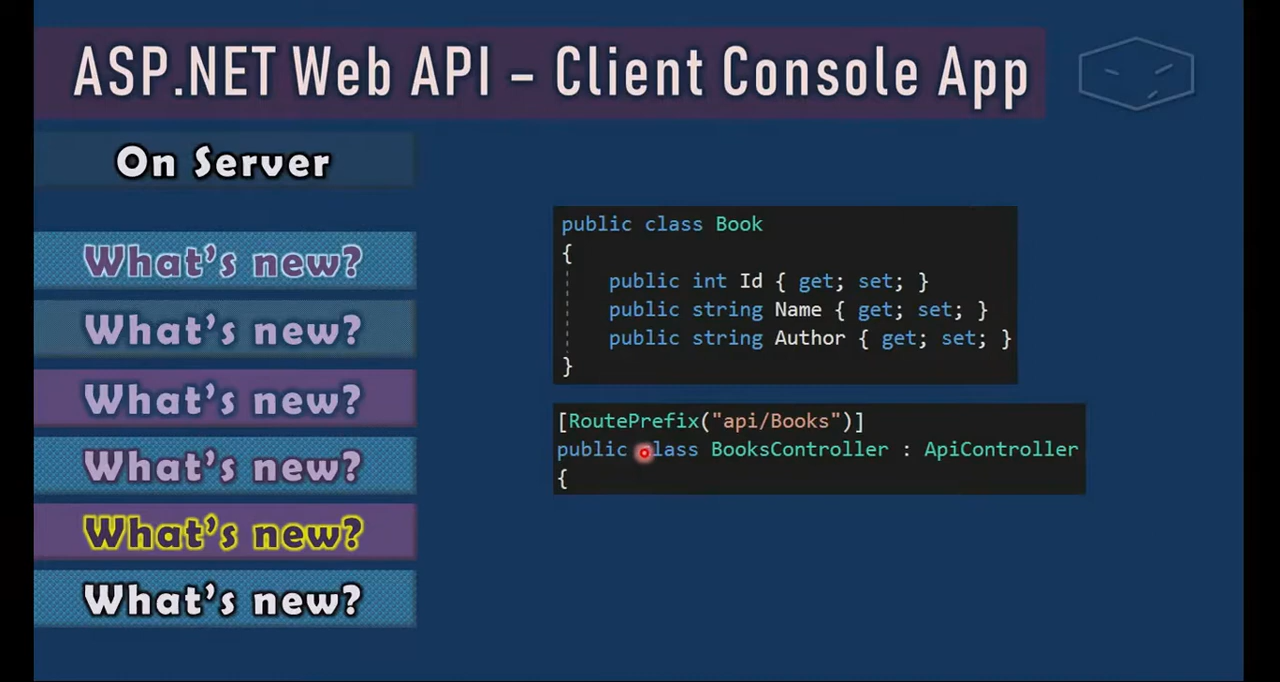 ASP.NET Web API – Client Console App
On Server
What's new?
What's new?
What's new?
What's new?
What's new?
What's new?
public class Book
{
public int Id { get; set; }
public string Name { get; set; }
public string Author { get; set; }
}
[RoutePrefix("api/Books")]
public class BooksController : ApiController
{